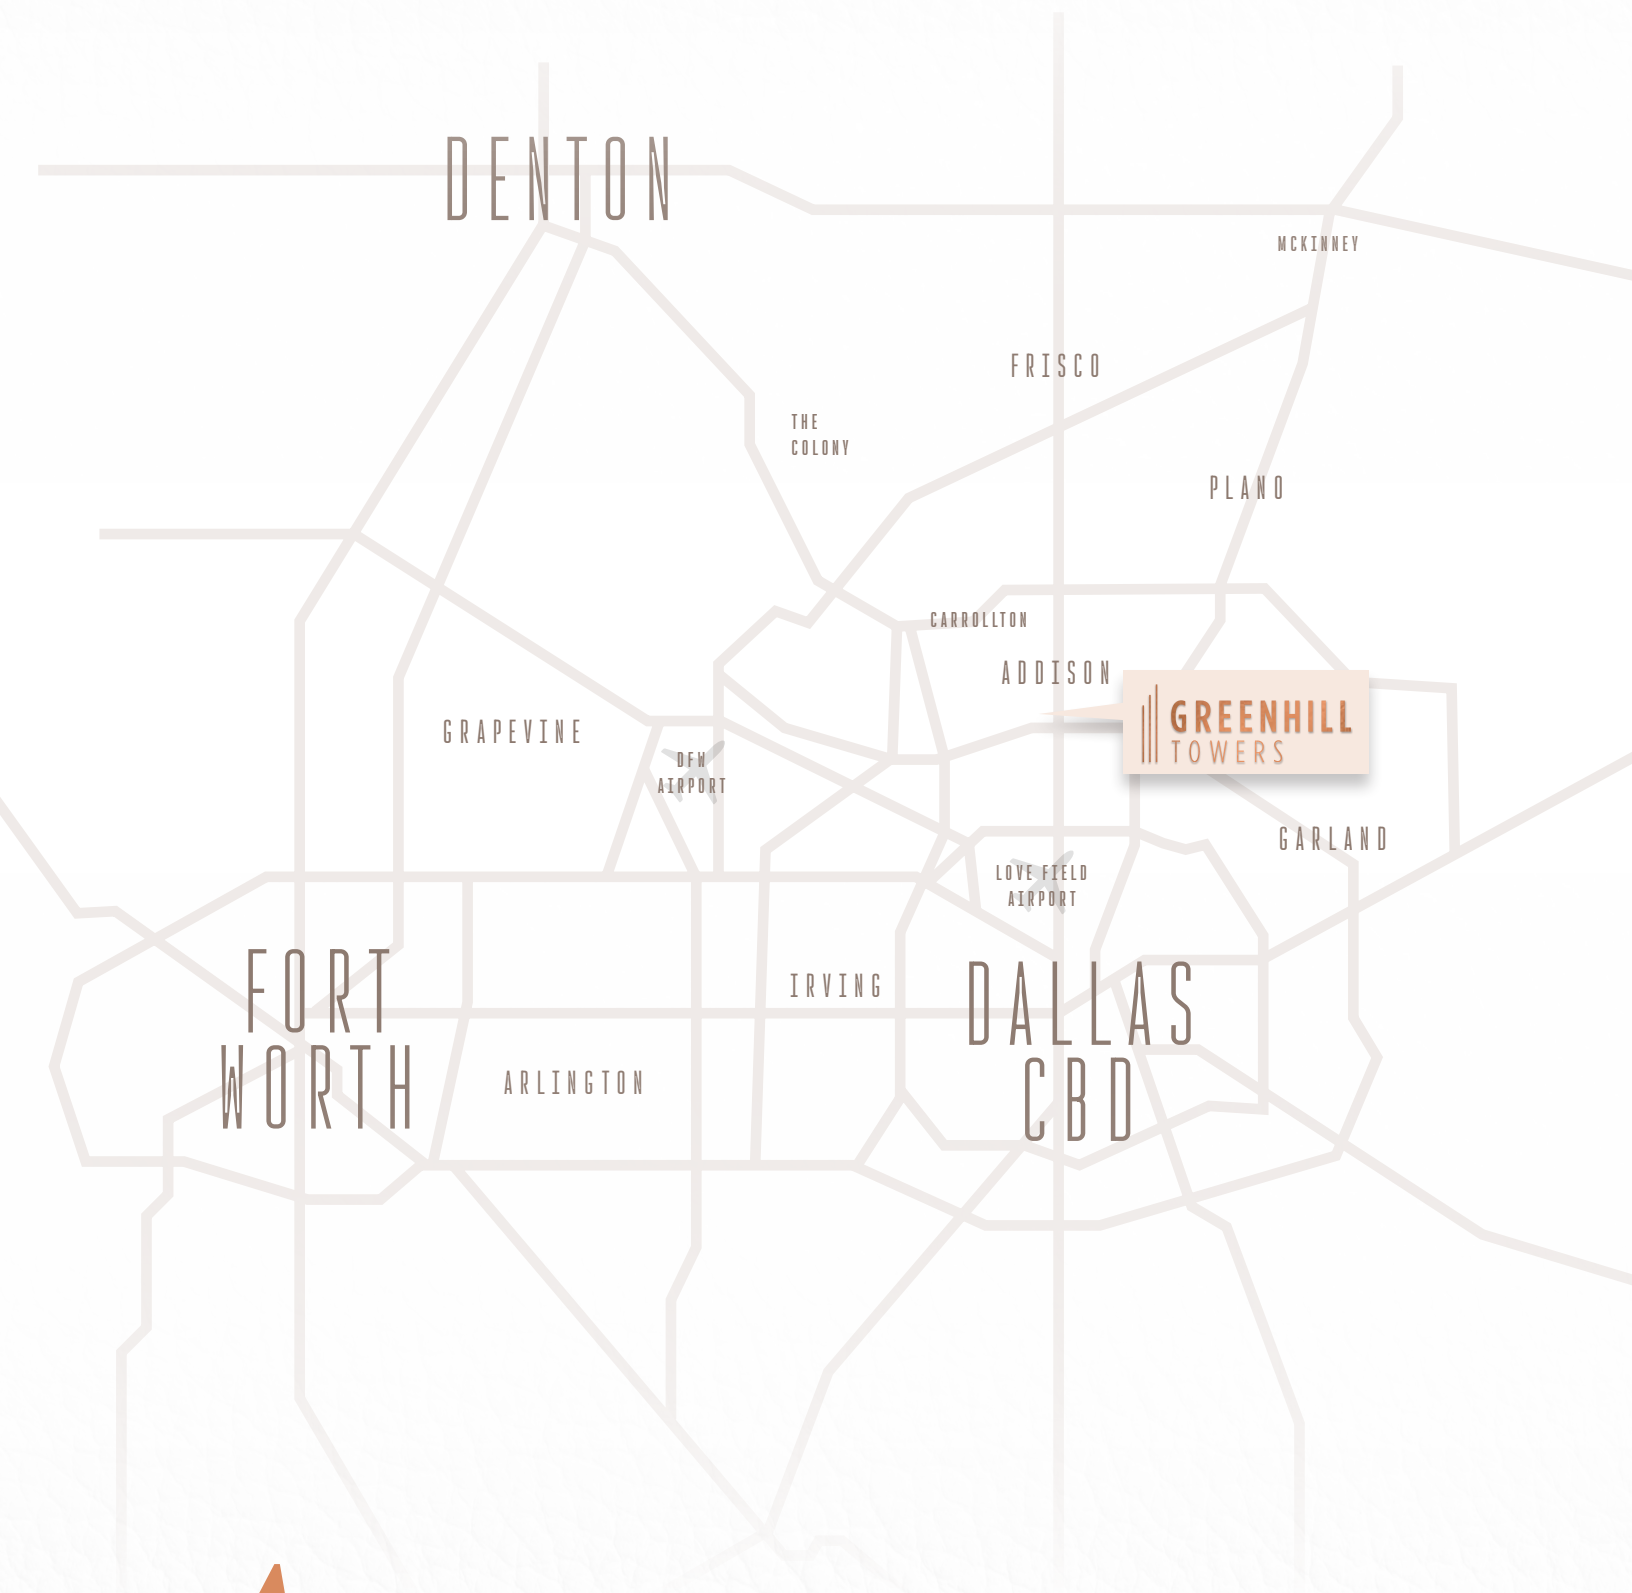 DENTON
MCKINNEY
FRISCO
THE
COLONY
PLANO
CARROLLTON
ADDISON
GREENHILL
TOWERS
GRAPEVINE
DFW
AIRPORT
GARLAND
LOVE FIELD
AIRPORT
FORT
WORTH
IRVING
DALLAS
CBD
ARLINGTON